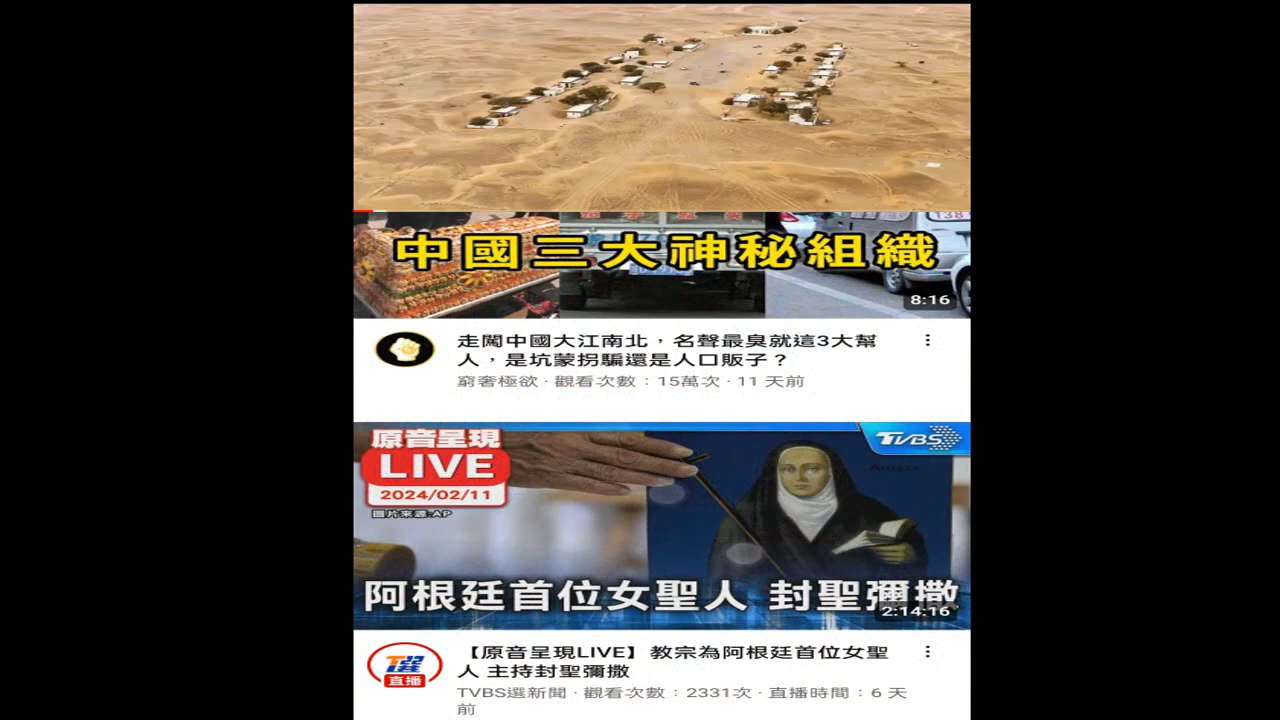 中國三大神秘組織
8:16
走闖中國大江南北，名聲最臭就這3大幫
人，是坑蒙拐騙還是人口販子？
窮奢極欲 · 觀看次數：15萬次 · 11 天前
原音呈現
LIVE
2024/02/11
圖片來源:AP
TVBS
阿根廷首位女聖人 封聖彌撒
2:14:16
【原音呈現LIVE】教宗為阿根廷首位女聖
人 主持封聖彌撒
T選
直播
TVBS選新聞 · 觀看次數：2331次 · 直播時間：6 天
前